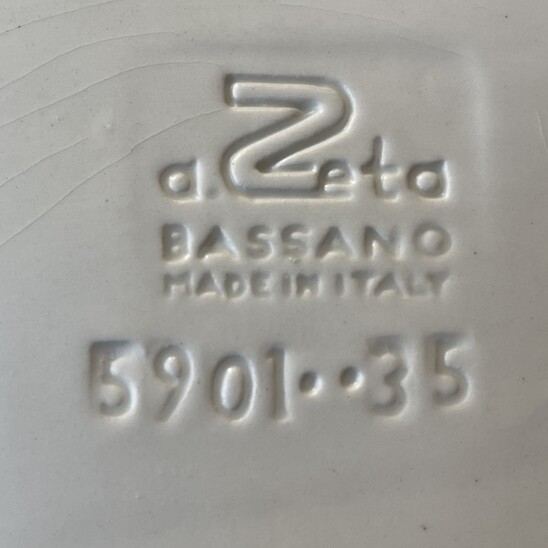 a.Zeta
BASSANO
MADE IN ITALY
5901··35